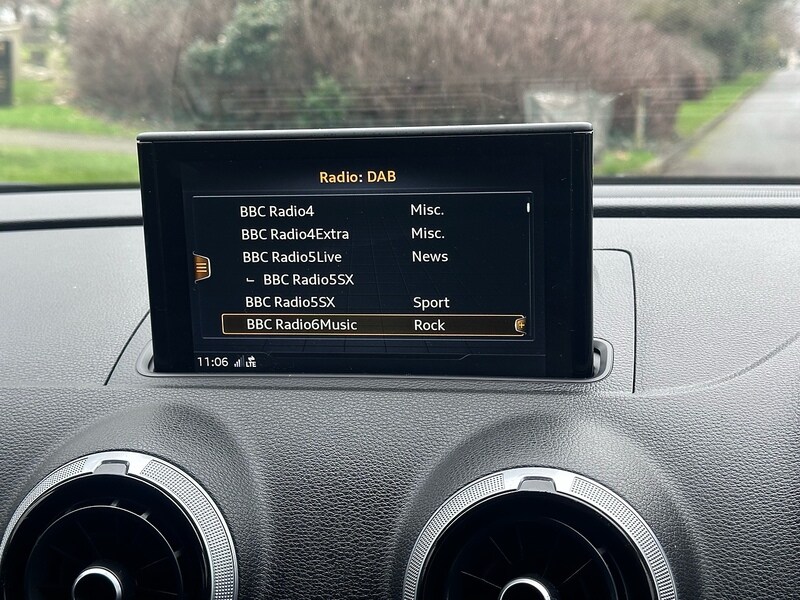 Radio: DAB
BBC Radio4 Misc.
BBC Radio4Extra Misc.
BBC Radio5Live News
BBC Radio5SX
BBC Radio5SX Sport
BBC Radio6Music Rock
11:06 LTE